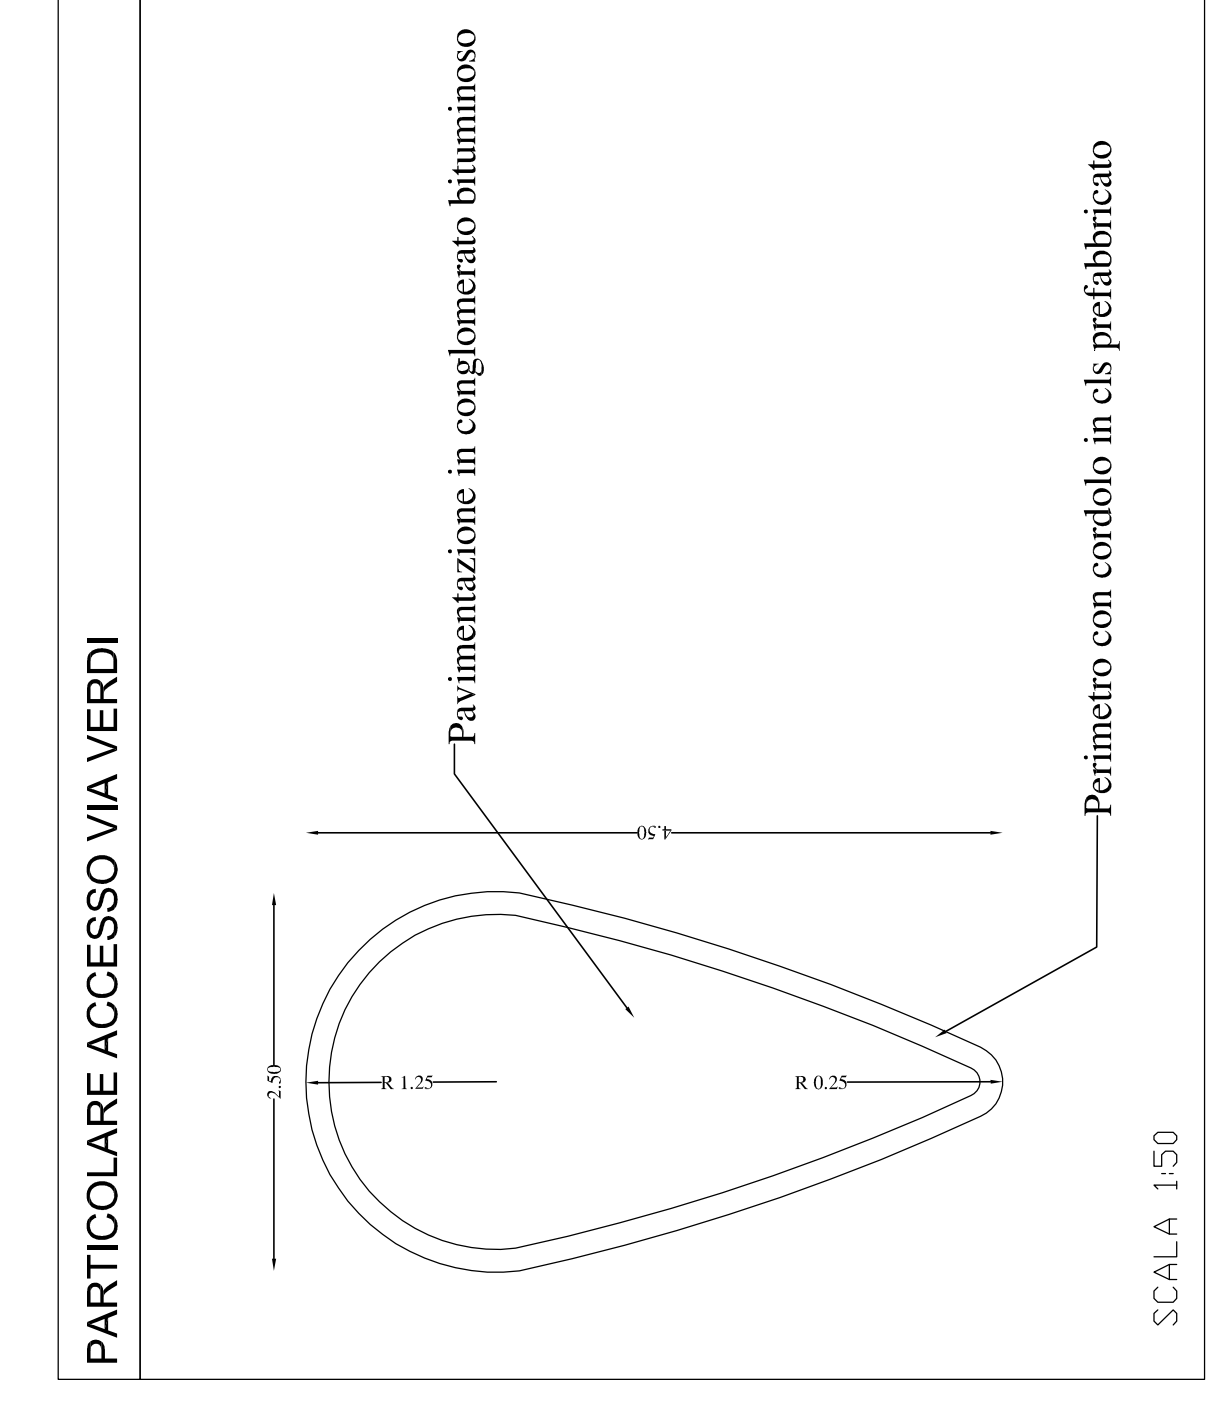 PARTICOLARE ACCESSO VIA VERDI
2.50
R 1.25
R 0.25
4.50
Pavimentazione in conglomerato bituminoso
Perimetro con cordolo in cls prefabbricato
SCALA 1:50